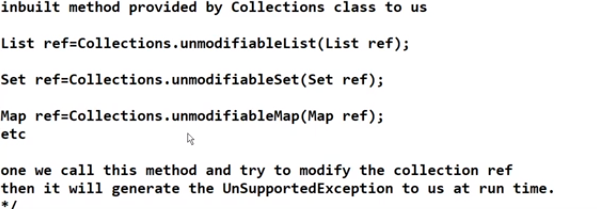 inbuilt method provided by Collections class to us
List ref=Collections.unmodifiableList(List ref);
Set ref=Collections.unmodifiableSet(Set ref);
Map ref=Collections.unmodifiableMap(Map ref);
etc
one we call this method and try to modify the collection ref
then it will generate the UnSupportedException to us at run time.
*/